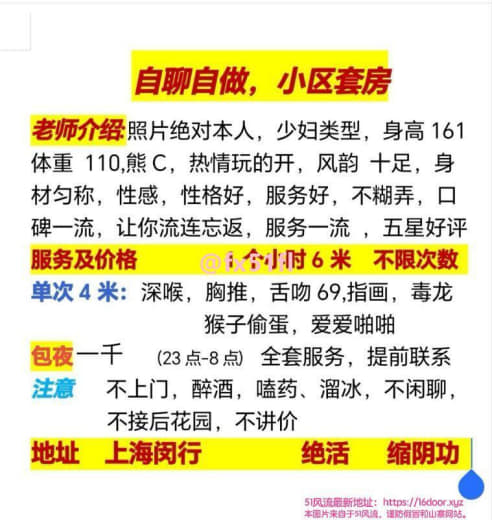 自聊自做，小区套房
老师介绍:照片绝对本人，少妇类型，身高 161
体重 110,熊 C，热情玩的开，风韵 十足，身
材匀称，性感，性格好，服务好，不糊弄，口
碑一流，让你流连忘返，服务一流 ，五星好评
服务及价格 1 个小时 6 米 不限次数
单次 4 米：深喉，胸推，舌吻 69,指画，毒龙
猴子偷蛋，爱爱啪啪
包夜一千 (23 点-8 点) 全套服务，提前联系
注意 不上门，醉酒，嗑药、溜冰，不闲聊，
不接后花园，不讲价
地址 上海闵行 绝活 缩阴功
51风流最新地址：https://16door.xyz
本图片来自于51风流，谨防假冒和山寨网站。